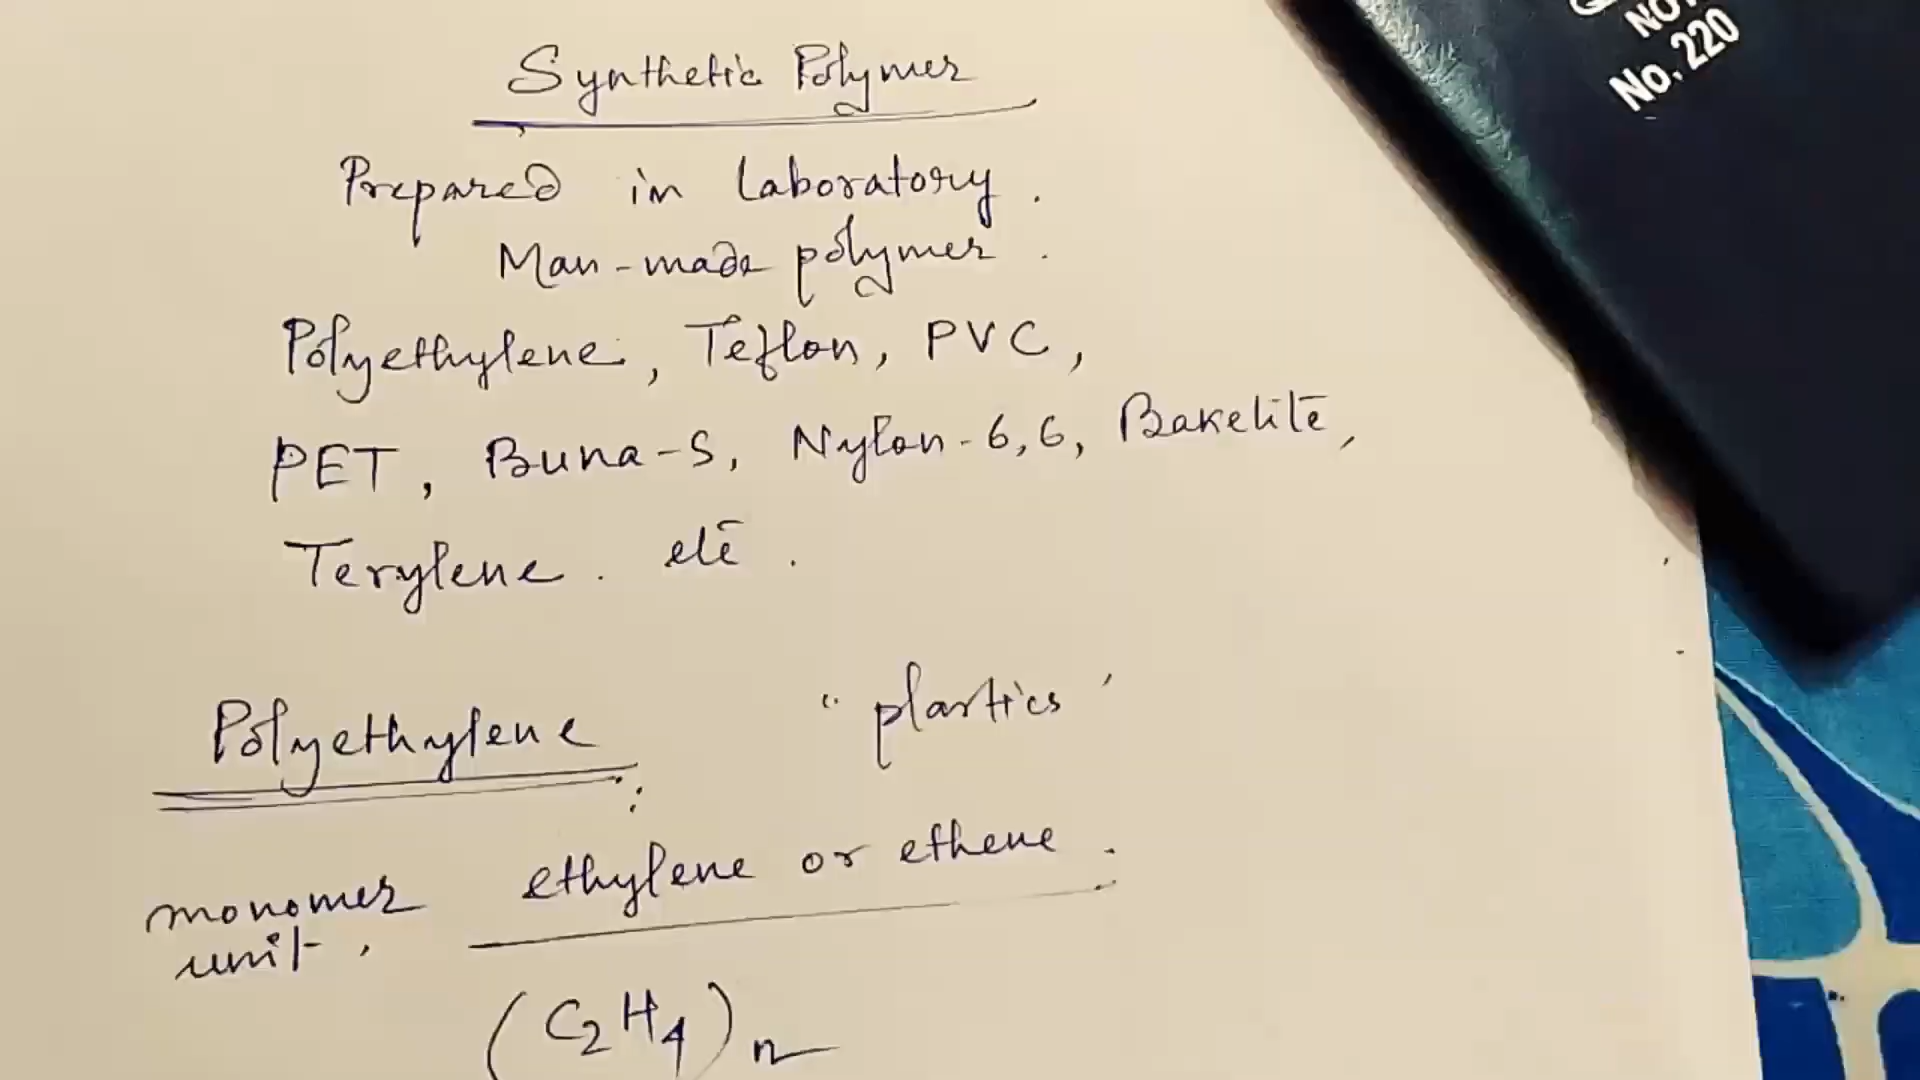 Synthetic Polymer
Prepared in Laboratory.
Man-made polymer.
Polyethylene, Teflon, PVC,
PET, Buna-S, Nylon-6,6, Bakelite,
Terylene. etc.
Polyethylene : "plastics"
monomer unit. ethylene or ethene.
(C₂H₄)n
No. 220